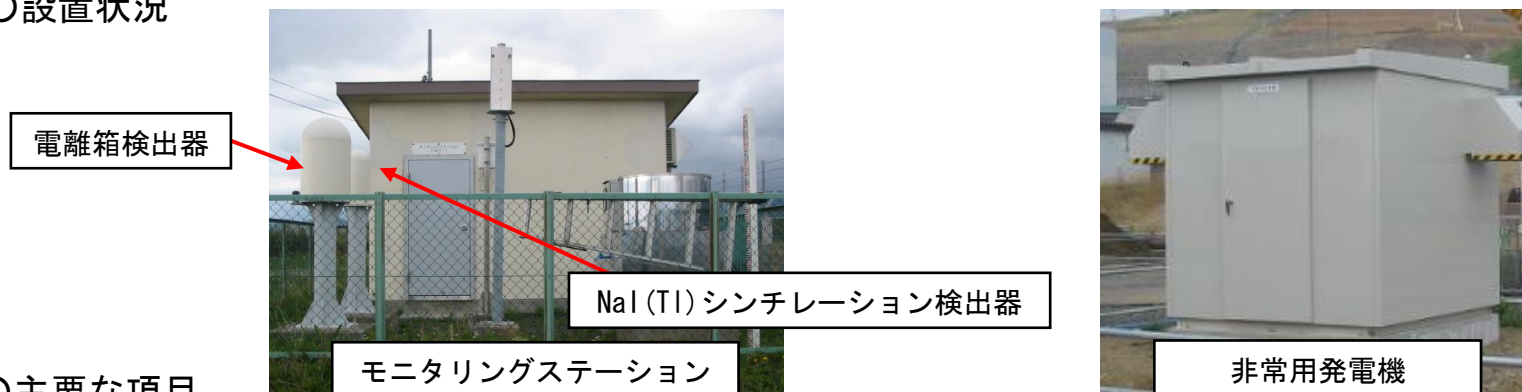 〇設置状況
電離箱検出器
NaI(Tl)シンチレーション検出器
モニタリングステーション
非常用発電機
〇主要な項目